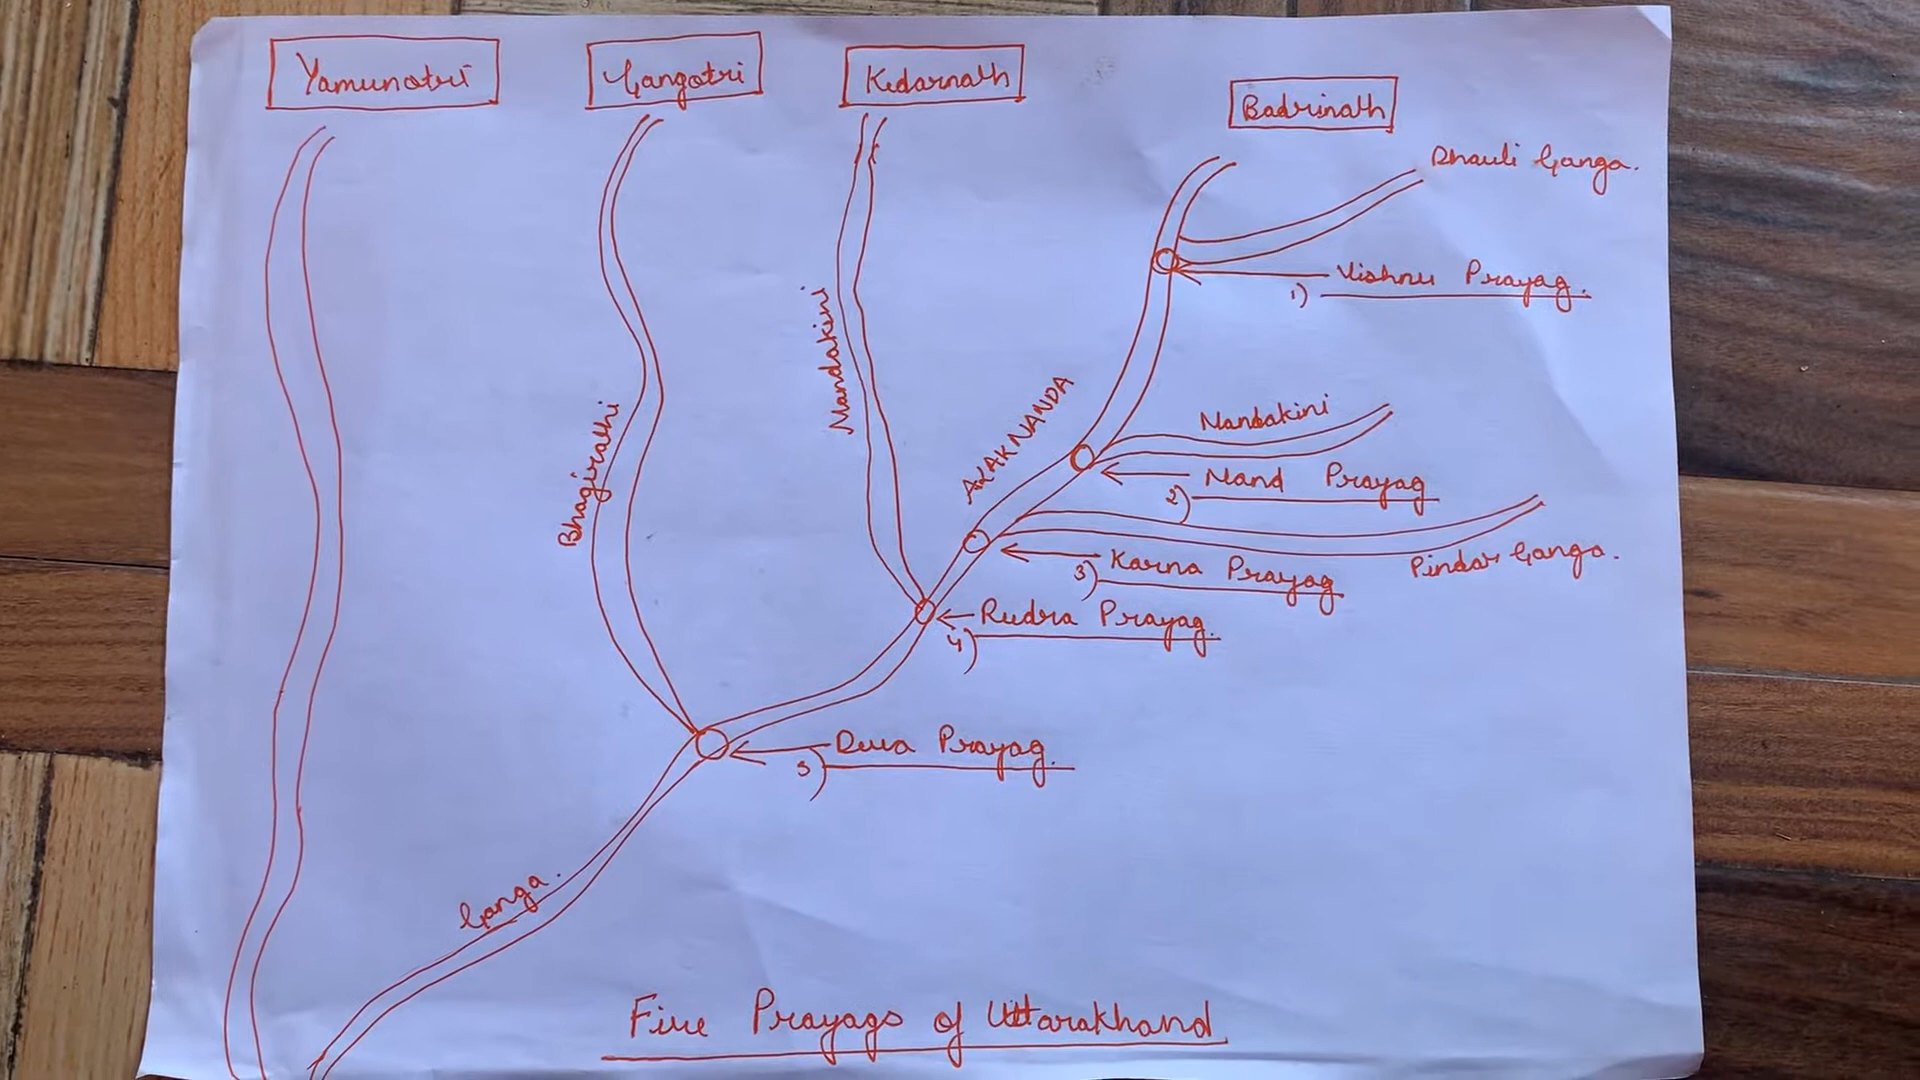 Yamunotri
Gangotri
Kedarnath
Badrinath
Dhauli Ganga.
1) Vishnu Prayag.
Mandakini
ALAKNANDA
Bhagirathi
Nandakini
2) Nand Prayag
3) Karna Prayag
Pindar Ganga.
4) Rudra Prayag.
5) Deva Prayag.
Ganga.
Five Prayags of Uttarakhand